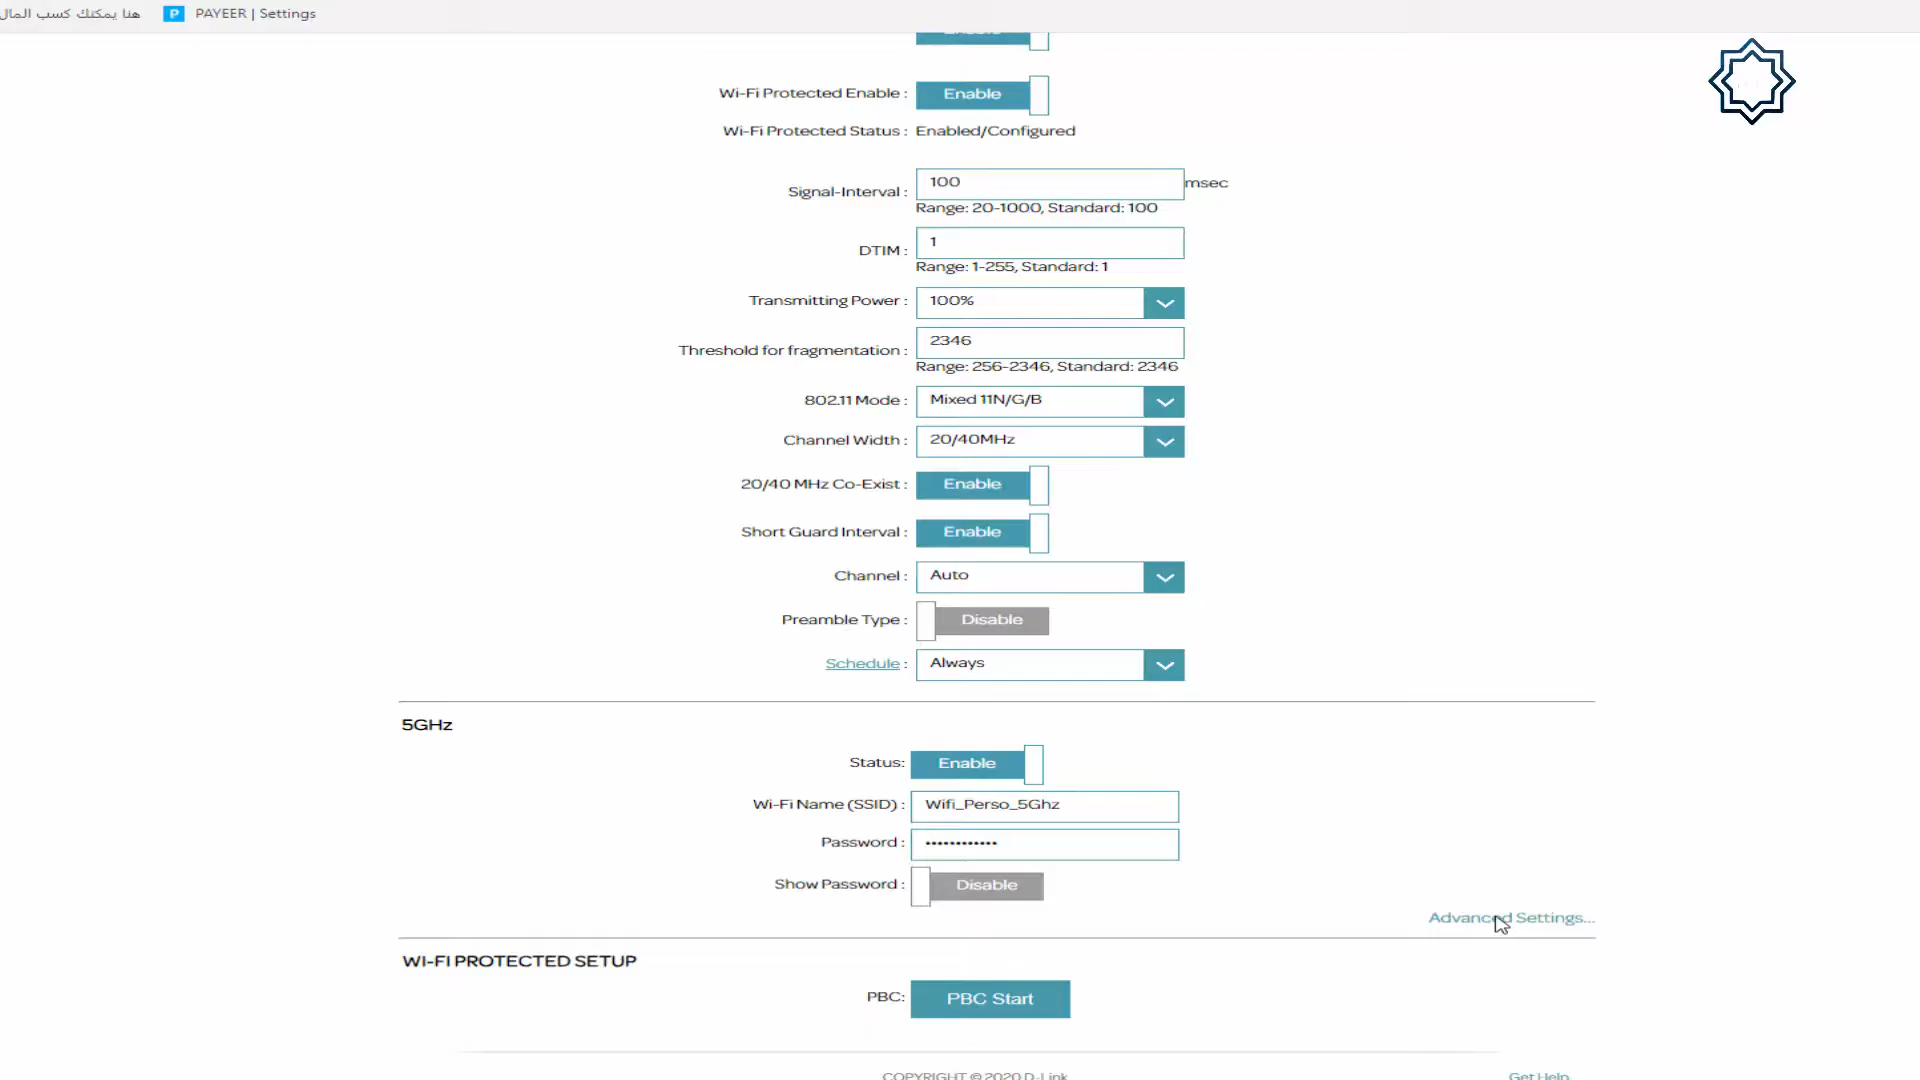 هنا يمكنك كسب المال
P PAYEER | Settings
Wi-Fi Protected Enable : Enable
Wi-Fi Protected Status : Enabled/Configured
Signal-Interval : 100 msec
Range: 20-1000, Standard: 100
DTIM : 1
Range: 1-255, Standard: 1
Transmitting Power : 100%
Threshold for fragmentation : 2346
Range: 256-2346, Standard: 2346
802.11 Mode : Mixed 11N/G/B
Channel Width : 20/40MHz
20/40 MHz Co-Exist : Enable
Short Guard Interval : Enable
Channel : Auto
Preamble Type : Disable
Schedule : Always
5GHz
Status: Enable
Wi-Fi Name (SSID) : Wifi_Perso_5Ghz
Password : ••••••••••••
Show Password : Disable
Advanced Settings...
WI-FI PROTECTED SETUP
PBC: PBC Start
COPYRIGHT © 2020 D-Link
Get Help